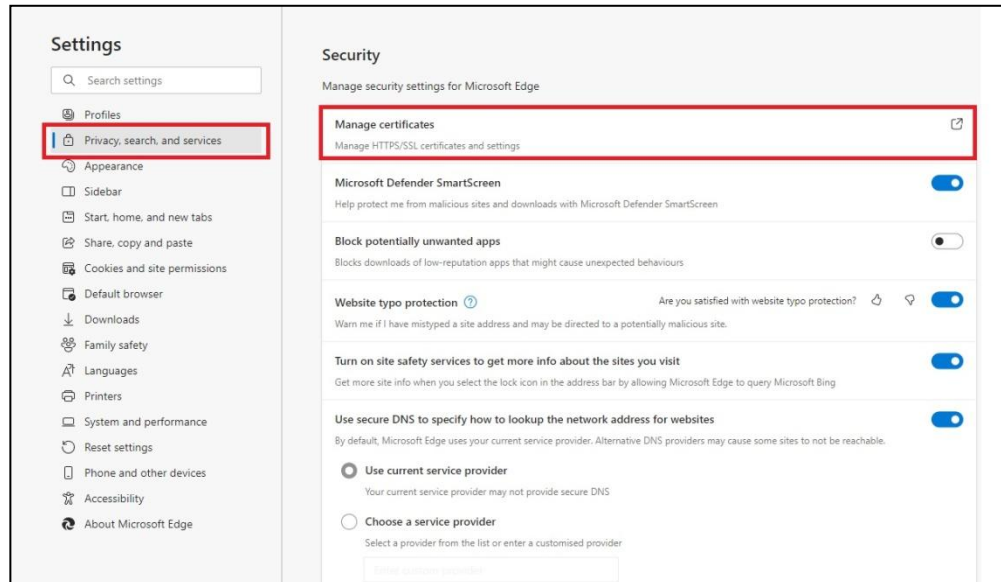 Settings
Search settings
Profiles
Privacy, search, and services
Appearance
Sidebar
Start, home, and new tabs
Share, copy and paste
Cookies and site permissions
Default browser
Downloads
Family safety
Languages
Printers
System and performance
Reset settings
Phone and other devices
Accessibility
About Microsoft Edge
Security
Manage security settings for Microsoft Edge
Manage certificates
Manage HTTPS/SSL certificates and settings
Microsoft Defender SmartScreen
Help protect me from malicious sites and downloads with Microsoft Defender SmartScreen
Block potentially unwanted apps
Blocks downloads of low-reputation apps that might cause unexpected behaviours
Website typo protection Are you satisfied with website typo protection?
Warn me if I have mistyped a site address and may be directed to a potentially malicious site.
Turn on site safety services to get more info about the sites you visit
Get more site info when you select the lock icon in the address bar by allowing Microsoft Edge to query Microsoft Bing
Use secure DNS to specify how to lookup the network address for websites
By default, Microsoft Edge uses your current service provider. Alternative DNS providers may cause some sites to not be reachable.
Use current service provider
Your current service provider may not provide secure DNS
Choose a service provider
Select a provider from the list or enter a customised provider